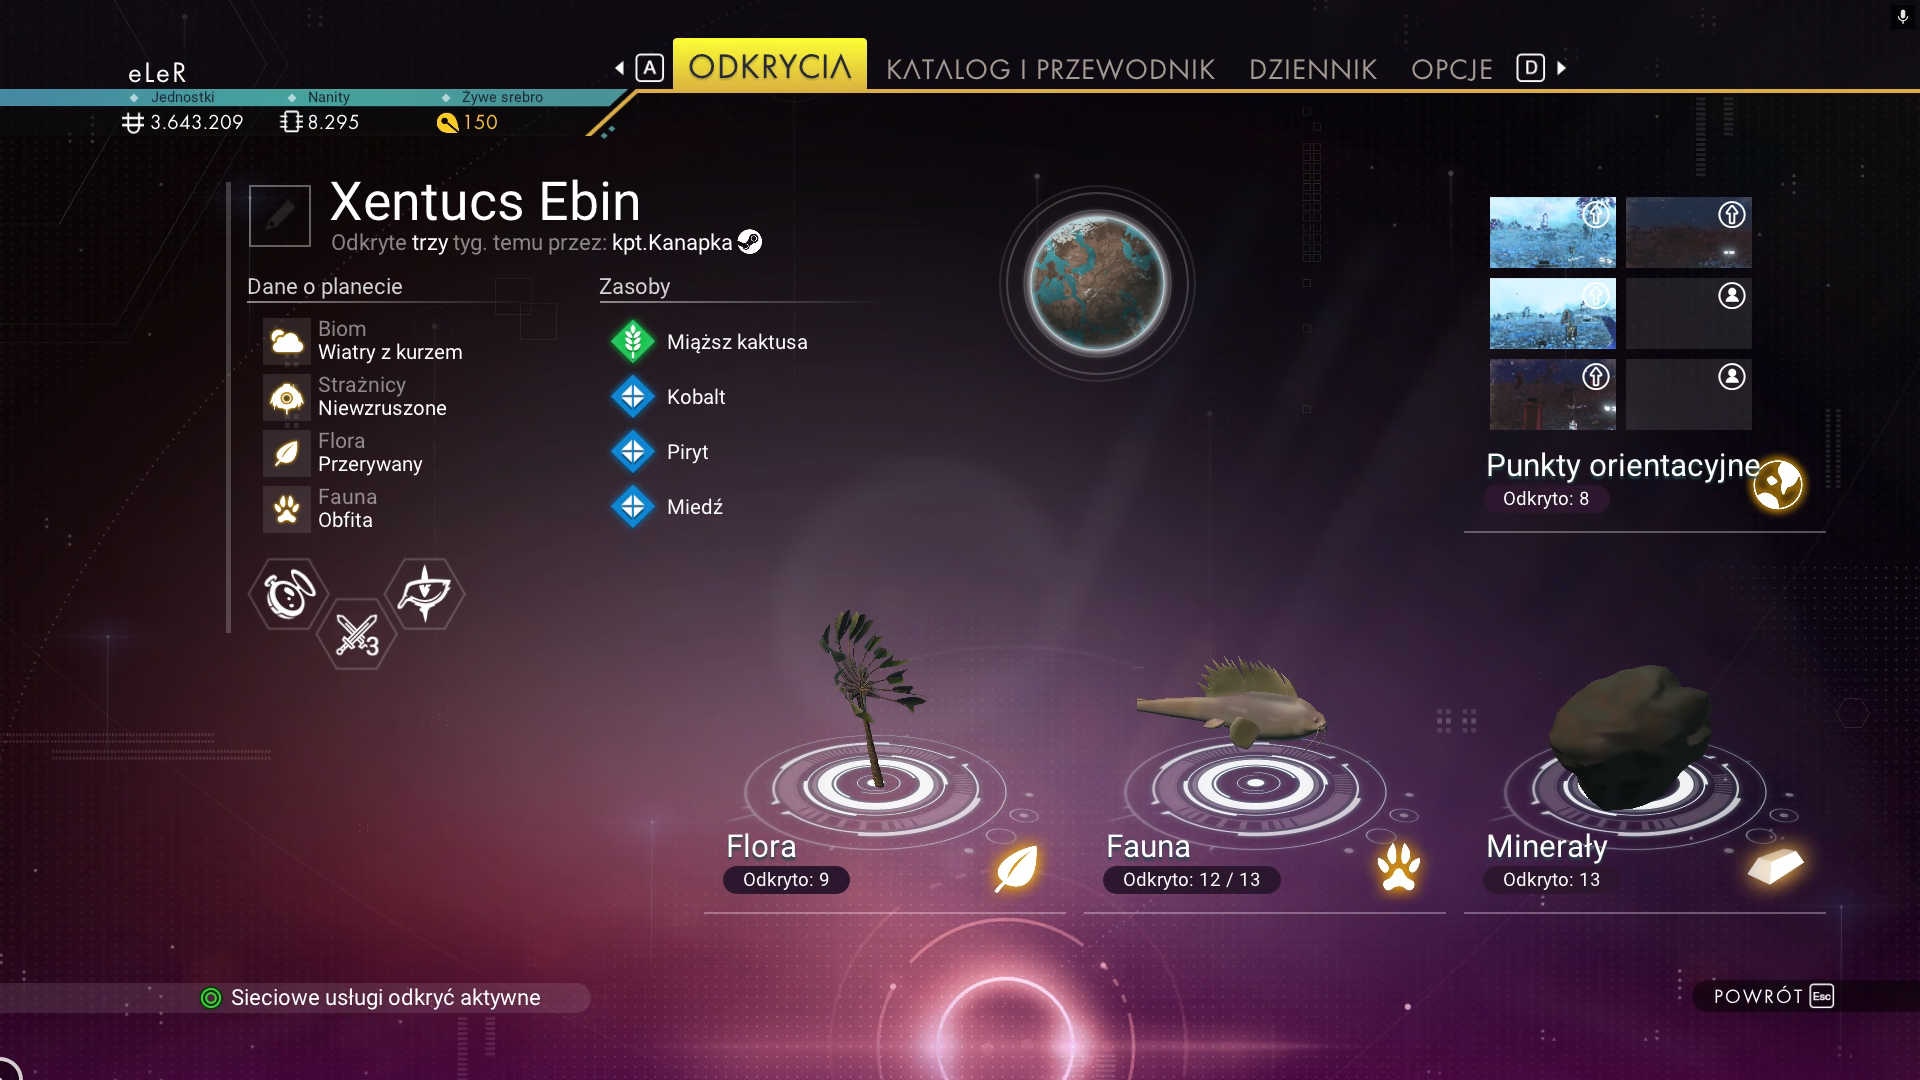 eLeR
A
ODKRYCIA
KATALOG I PRZEWODNIK
DZIENNIK
OPCJE
D
Jednostki
Nanity
Żywe srebro
3.643.209
8.295
150
Xentucs Ebin
Odkryte trzy tyg. temu przez: kpt.Kanapka
Dane o planecie
Biom
Wiatry z kurzem
Strażnicy
Niewzruszone
Flora
Przerywany
Fauna
Obfita
3
Zasoby
Miąższ kaktusa
Kobalt
Piryt
Miedź
Punkty orientacyjne
Odkryto: 8
Flora
Odkryto: 9
Fauna
Odkryto: 12 / 13
Minerały
Odkryto: 13
Sieciowe usługi odkryć aktywne
POWRÓT Esc